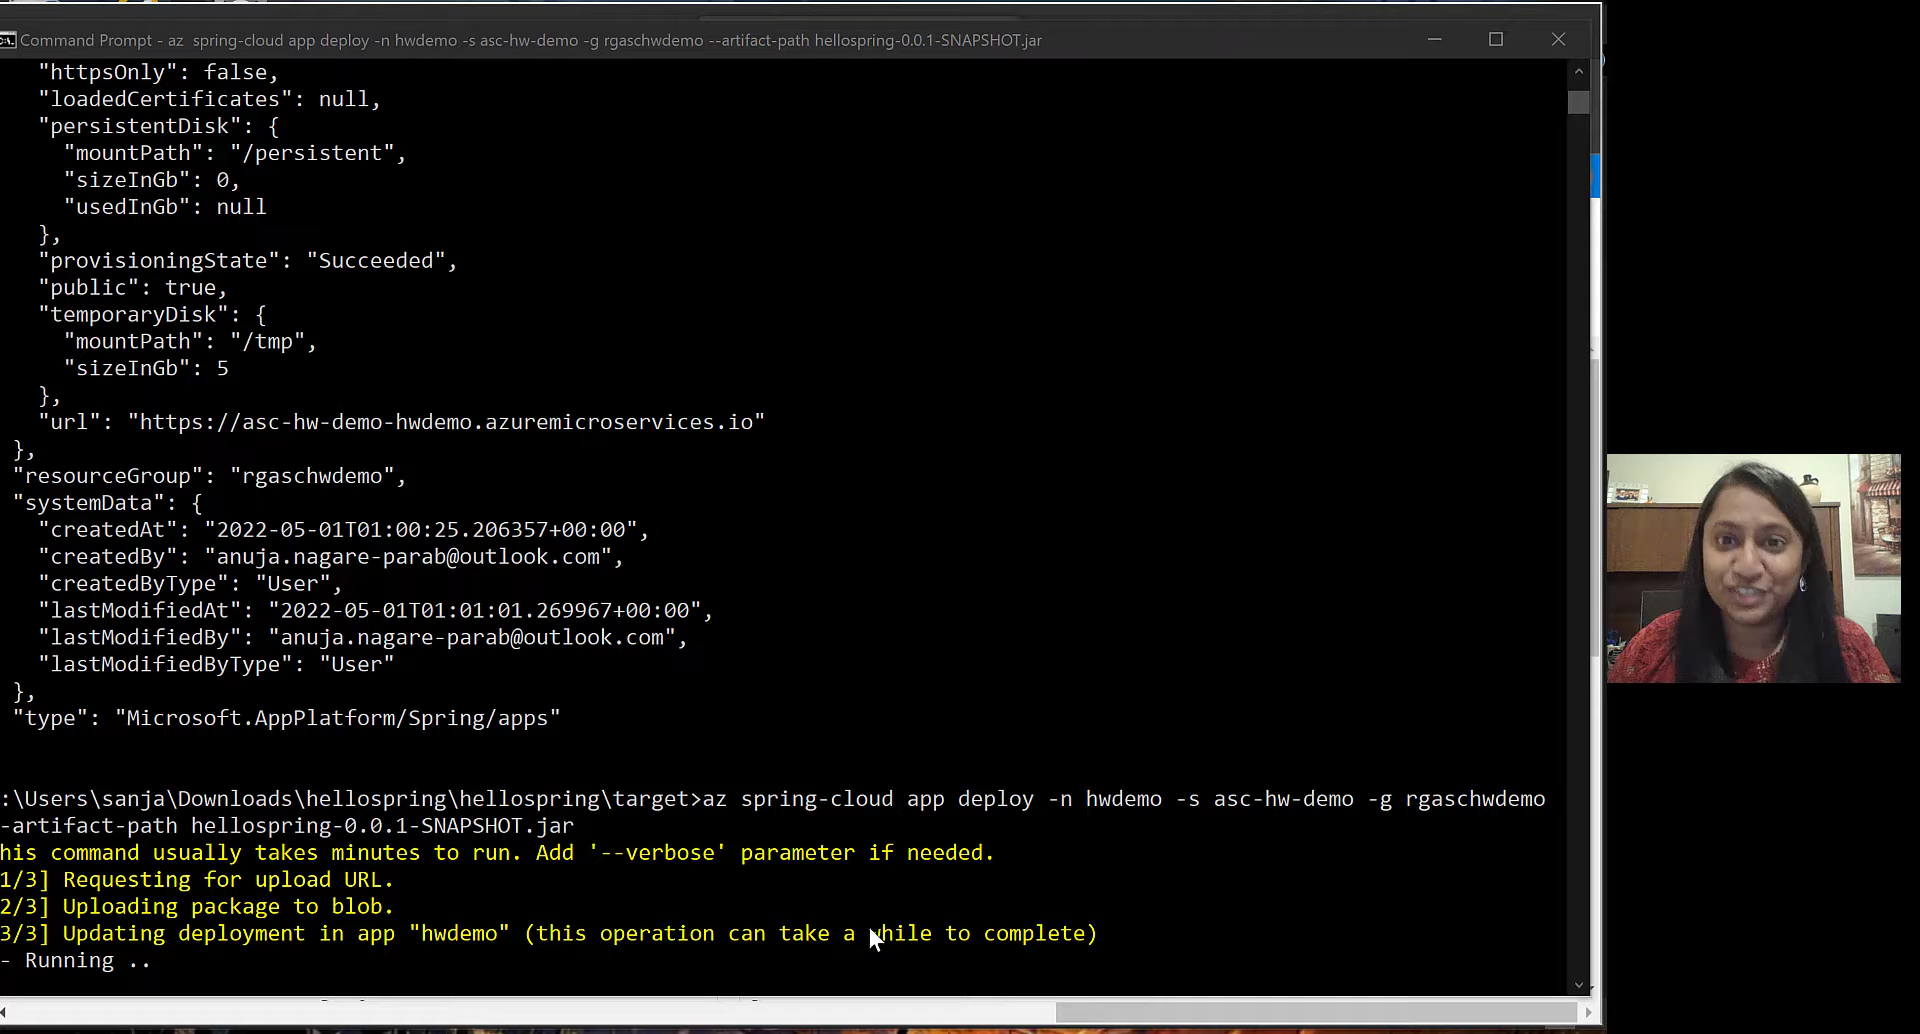 Command Prompt - az  spring-cloud app deploy -n hwdemo -s asc-hw-demo -g rgaschwdemo --artifact-path hellospring-0.0.1-SNAPSHOT.jar
"httpsOnly": false,
"loadedCertificates": null,
"persistentDisk": {
"mountPath": "/persistent",
"sizeInGb": 0,
"usedInGb": null
},
"provisioningState": "Succeeded",
"public": true,
"temporaryDisk": {
"mountPath": "/tmp",
"sizeInGb": 5
},
"url": "https://asc-hw-demo-hwdemo.azuremicroservices.io"
},
"resourceGroup": "rgaschwdemo",
"systemData": {
"createdAt": "2022-05-01T01:00:25.206357+00:00",
"createdBy": "anuja.nagare-parab@outlook.com",
"createdByType": "User",
"lastModifiedAt": "2022-05-01T01:01:01.269967+00:00",
"lastModifiedBy": "anuja.nagare-parab@outlook.com",
"lastModifiedByType": "User"
},
"type": "Microsoft.AppPlatform/Spring/apps"
:\Users\sanja\Downloads\hellospring\hellospring\target>az spring-cloud app deploy -n hwdemo -s asc-hw-demo -g rgaschwdemo
-artifact-path hellospring-0.0.1-SNAPSHOT.jar
his command usually takes minutes to run. Add '--verbose' parameter if needed.
1/3] Requesting for upload URL.
2/3] Uploading package to blob.
3/3] Updating deployment in app "hwdemo" (this operation can take a while to complete)
- Running ..